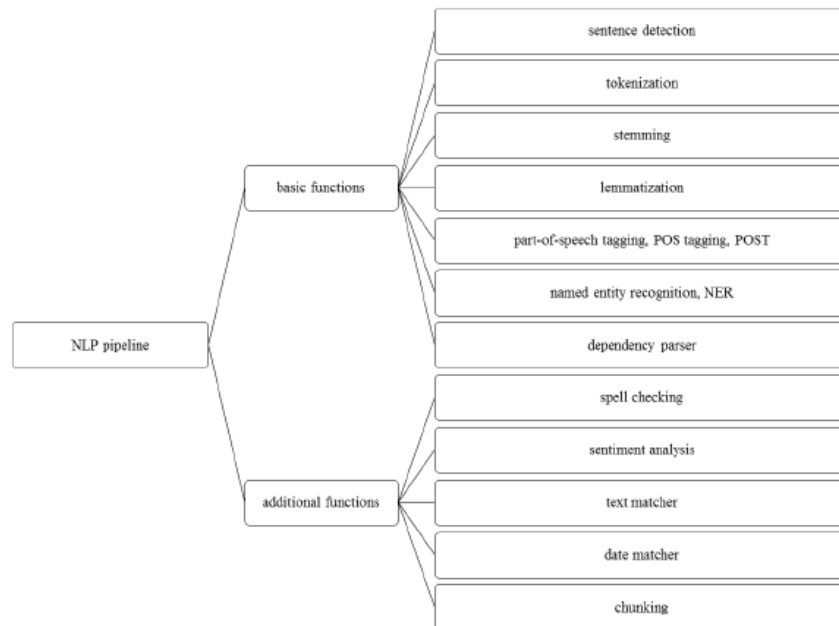 NLP pipeline
basic functions
sentence detection
tokenization
stemming
lemmatization
part-of-speech tagging, POS tagging, POST
named entity recognition, NER
dependency parser
additional functions
spell checking
sentiment analysis
text matcher
date matcher
chunking